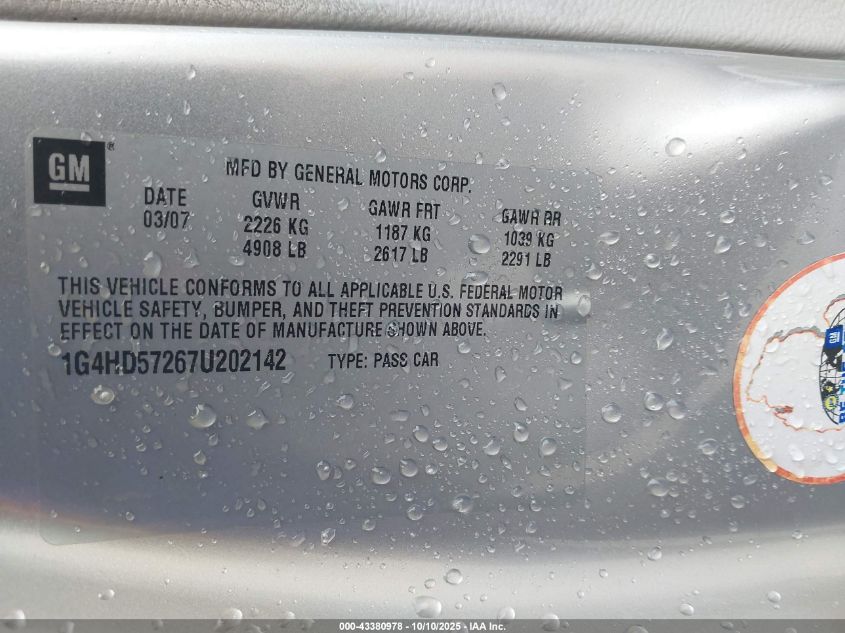 GM®
MFD BY GENERAL MOTORS CORP.
DATE GVWR GAWR FRT GAWR RR
03/07 2226 KG 1187 KG 1039 KG
4908 LB 2617 LB 2291 LB
THIS VEHICLE CONFORMS TO ALL APPLICABLE U.S. FEDERAL MOTOR
VEHICLE SAFETY, BUMPER, AND THEFT PREVENTION STANDARDS IN
EFFECT ON THE DATE OF MANUFACTURE SHOWN ABOVE.
1G4HD57267U202142 TYPE: PASS CAR
GM
000-43380978 - 10/10/2025 - IAA Inc.